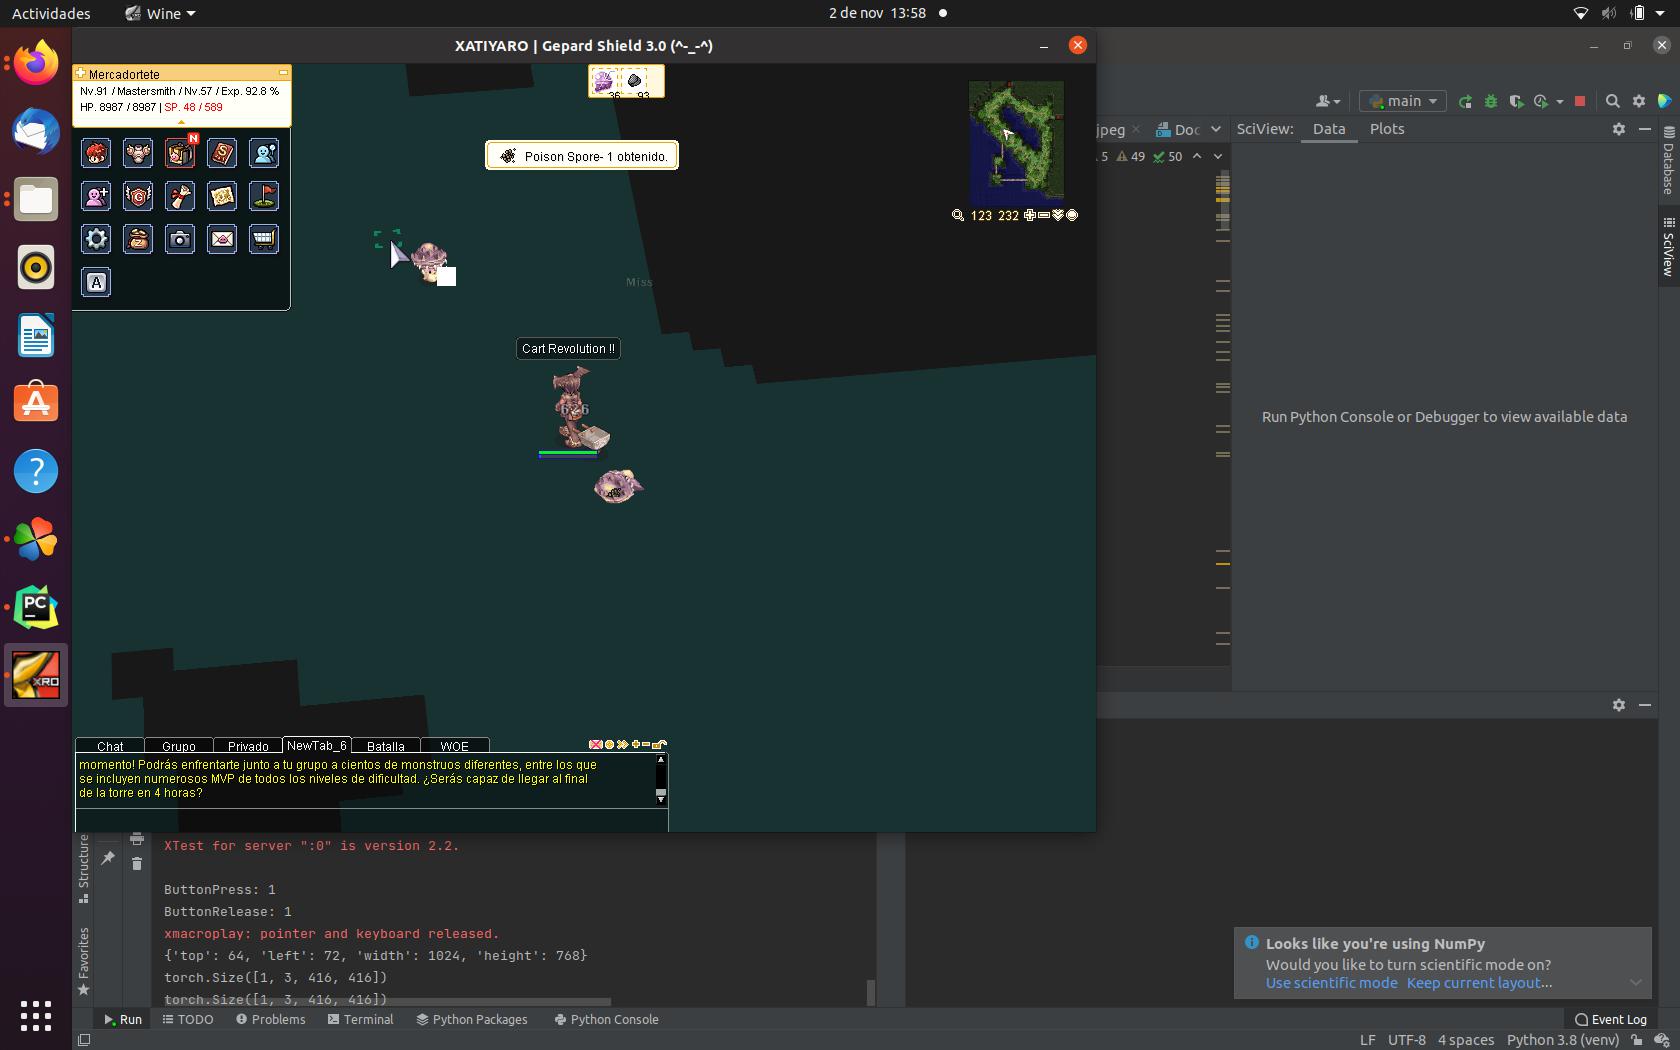 Actividades
Wine
2 de nov 13:58
XATIYARO | Gepard Shield 3.0 (^-_-^)
Mercadortete
Nv.91 / Mastersmith / Nv.57 / Exp. 92.8 %
HP. 8987 / 8987 | SP. 48 / 589
N
A
36
93
Poison Spore- 1 obtenido.
123 232
Miss
Cart Revolution !!
626
Chat
Grupo
Privado
NewTab_6
Batalla
WOE
momento! Podrás enfrentarte junto a tu grupo a cientos de monstruos diferentes, entre los que
se incluyen numerosos MVP de todos los niveles de dificultad. ¿Serás capaz de llegar al final
de la torre en 4 horas?
main
jpeg
Doc
SciView:
Data
Plots
5
49
50
Database
SciView
Run Python Console or Debugger to view available data
PC
XRO
Structure
Favorites
XTest for server ":0" is version 2.2.
ButtonPress: 1
ButtonRelease: 1
xmacroplay: pointer and keyboard released.
{'top': 64, 'left': 72, 'width': 1024, 'height': 768}
torch.Size([1, 3, 416, 416])
torch.Size([1, 3, 416, 416])
Looks like you're using NumPy
Would you like to turn scientific mode on?
Use scientific mode Keep current layout...
Run
TODO
Problems
Terminal
Python Packages
Python Console
Event Log
LF UTF-8 4 spaces Python 3.8 (venv)